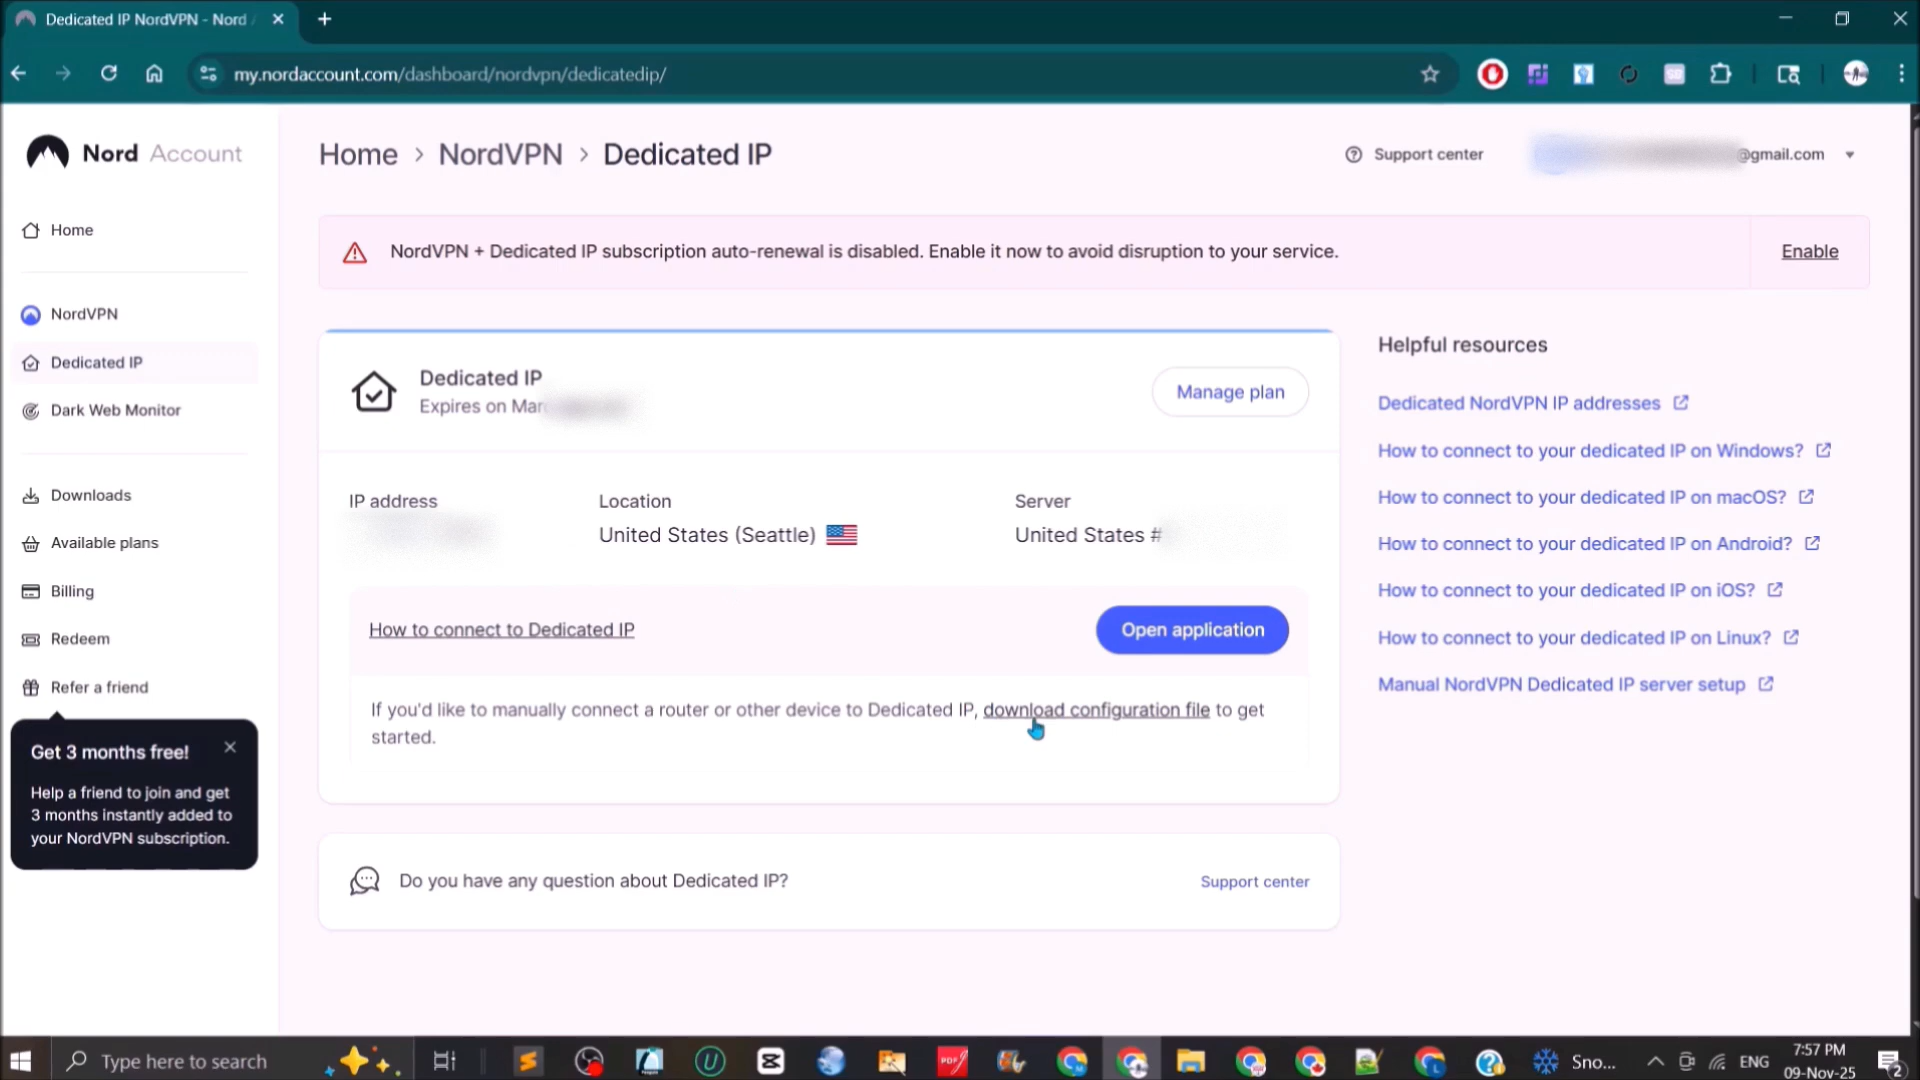 Dedicated IP NordVPN - Nord
my.nordaccount.com/dashboard/nordvpn/dedicatedip/
Nord Account
Home > NordVPN > Dedicated IP
Support center
@gmail.com
Home
NordVPN
Dedicated IP
Dark Web Monitor
Downloads
Available plans
Billing
Redeem
Refer a friend
Get 3 months free!
Help a friend to join and get
3 months instantly added to
your NordVPN subscription.
NordVPN + Dedicated IP subscription auto-renewal is disabled. Enable it now to avoid disruption to your service.
Enable
Dedicated IP
Expires on Mar
Manage plan
IP address
Location
Server
United States (Seattle)
United States #
How to connect to Dedicated IP
Open application
If you'd like to manually connect a router or other device to Dedicated IP, download configuration file to get
started.
Do you have any question about Dedicated IP?
Support center
Helpful resources
Dedicated NordVPN IP addresses
How to connect to your dedicated IP on Windows?
How to connect to your dedicated IP on macOS?
How to connect to your dedicated IP on Android?
How to connect to your dedicated IP on iOS?
How to connect to your dedicated IP on Linux?
Manual NordVPN Dedicated IP server setup
Type here to search
PDF
Sno...
ENG
7:57 PM
09-Nov-25
2